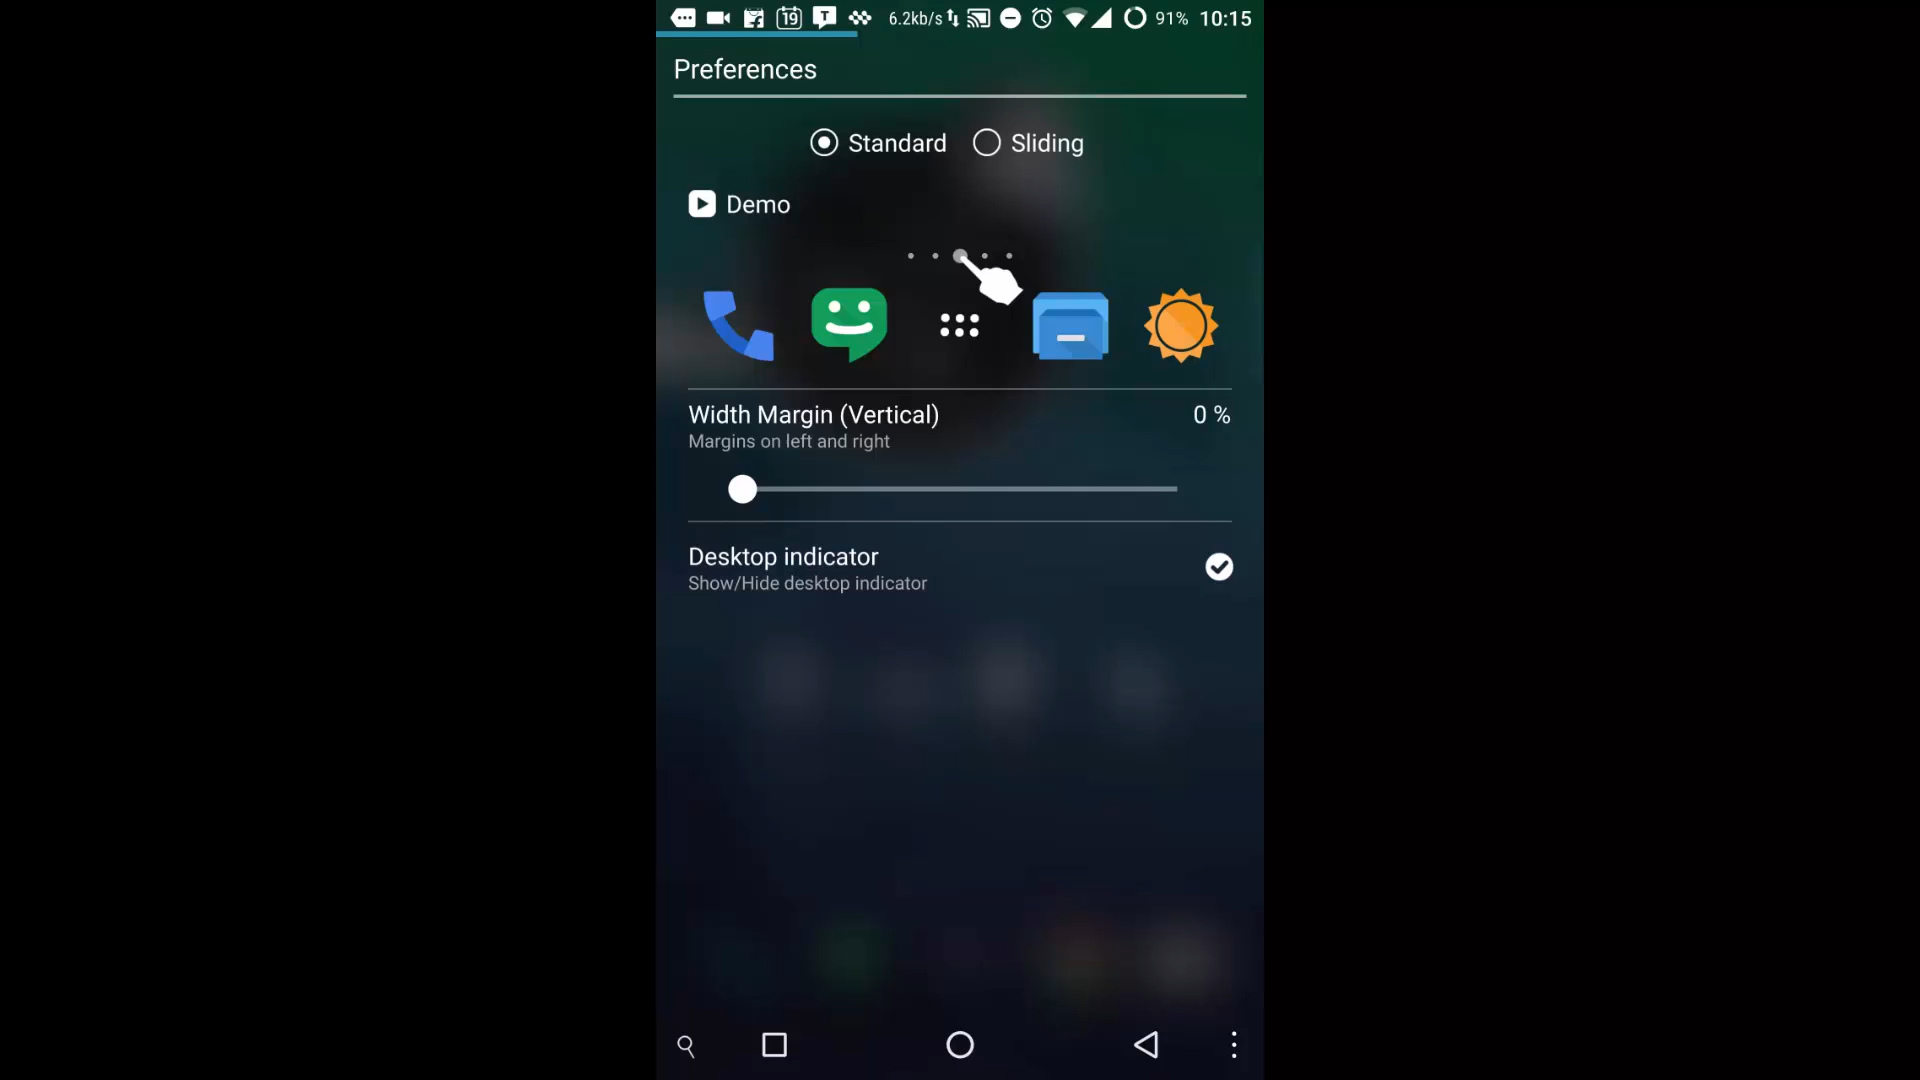 19 T 6.2kb/s 91% 10:15
Preferences
Standard Sliding
Demo
Width Margin (Vertical) 0 %
Margins on left and right
Desktop indicator
Show/Hide desktop indicator